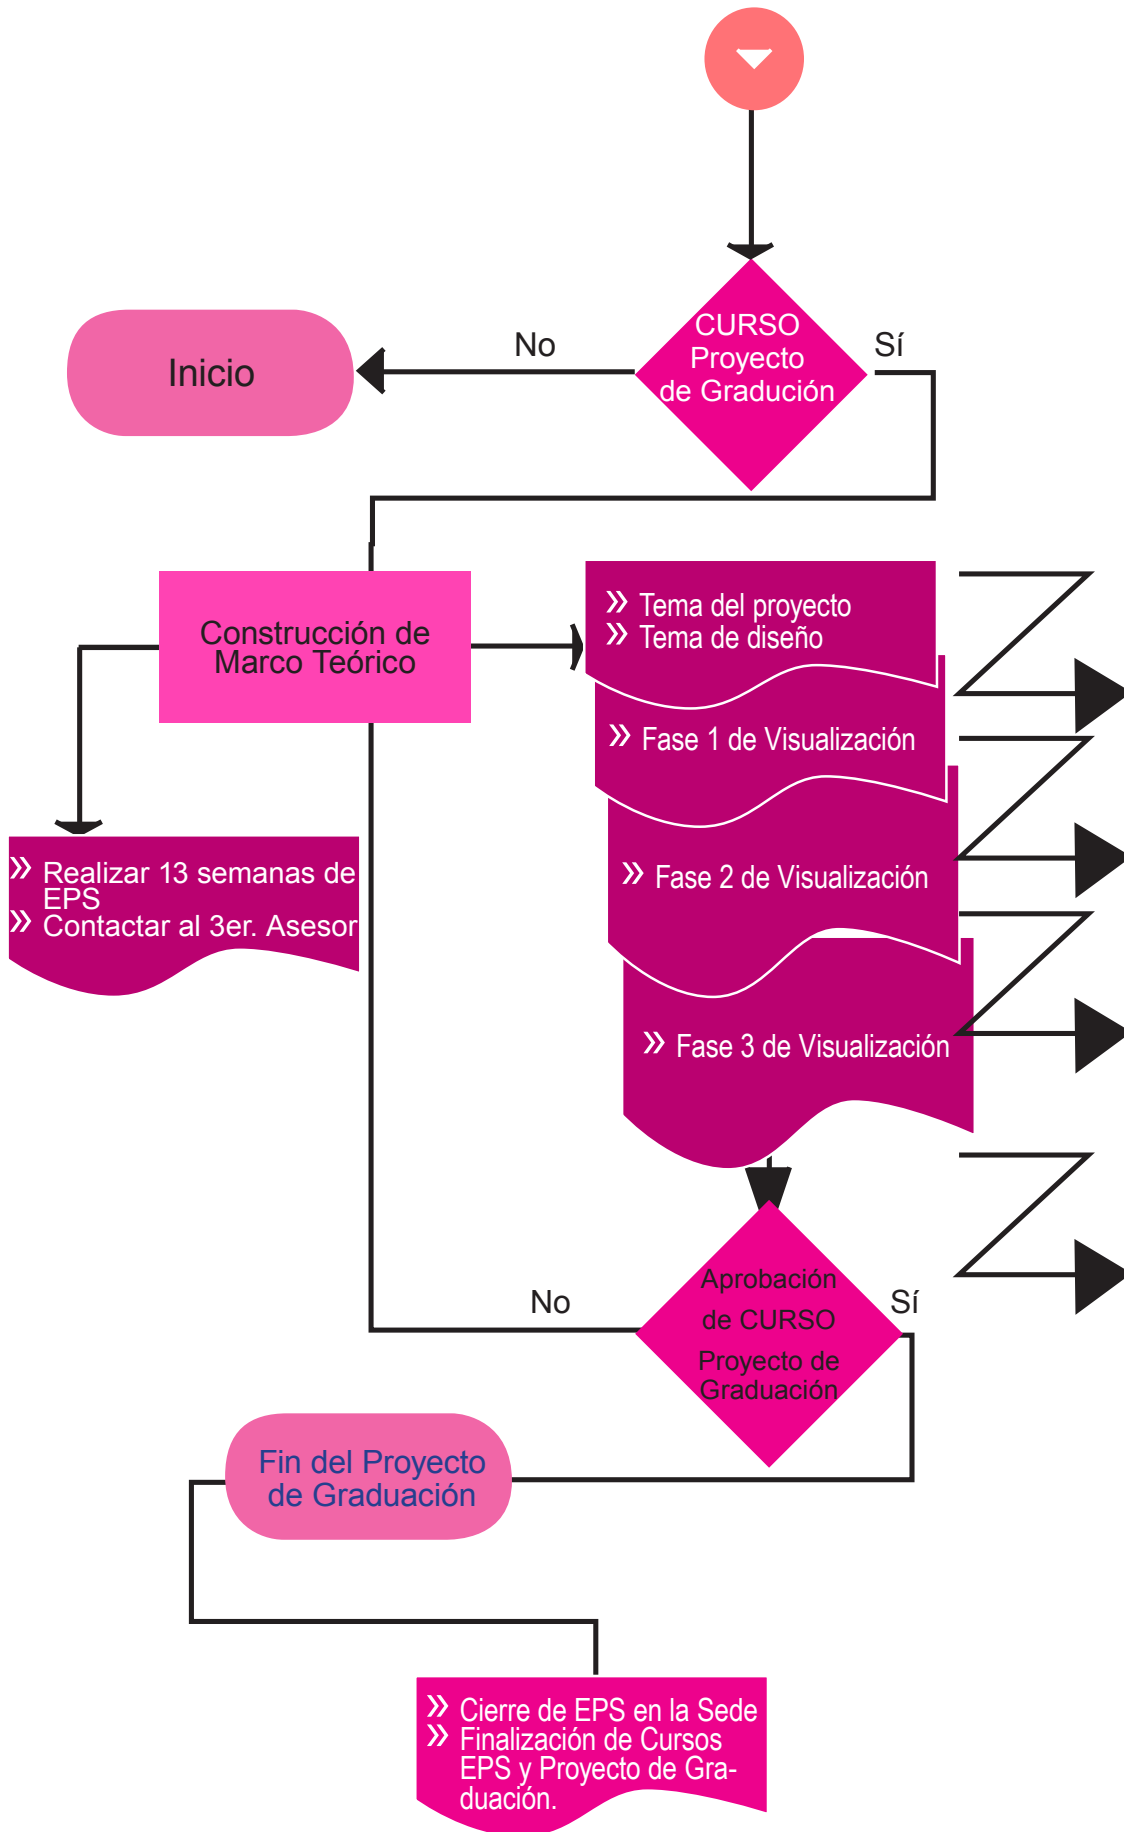 CURSO
Proyecto
de Gradución
No
Sí
Inicio
Construcción de
Marco Teórico
» Tema del proyecto
» Tema de diseño
» Fase 1 de Visualización
» Realizar 13 semanas de
EPS
» Contactar al 3er. Asesor
» Fase 2 de Visualización
» Fase 3 de Visualización
Aprobación
de CURSO
Proyecto de
Graduación
No
Sí
Fin del Proyecto
de Graduación
» Cierre de EPS en la Sede
» Finalización de Cursos
EPS y Proyecto de Gra-
duación.